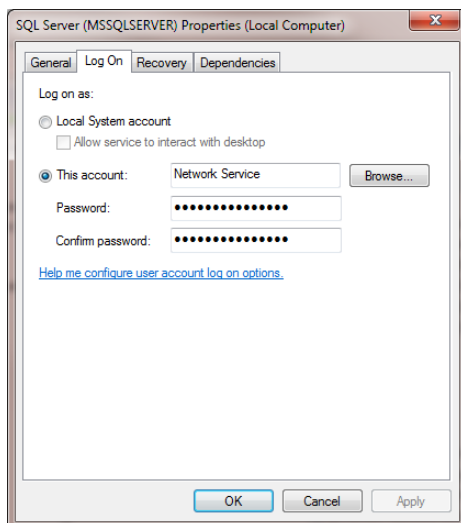 SQL Server (MSSQLSERVER) Properties (Local Computer)
General Log On Recovery Dependencies
Log on as:
Local System account
Allow service to interact with desktop
This account: Network Service Browse...
Password: •••••••••••••••
Confirm password: •••••••••••••••
Help me configure user account log on options.
OK Cancel Apply